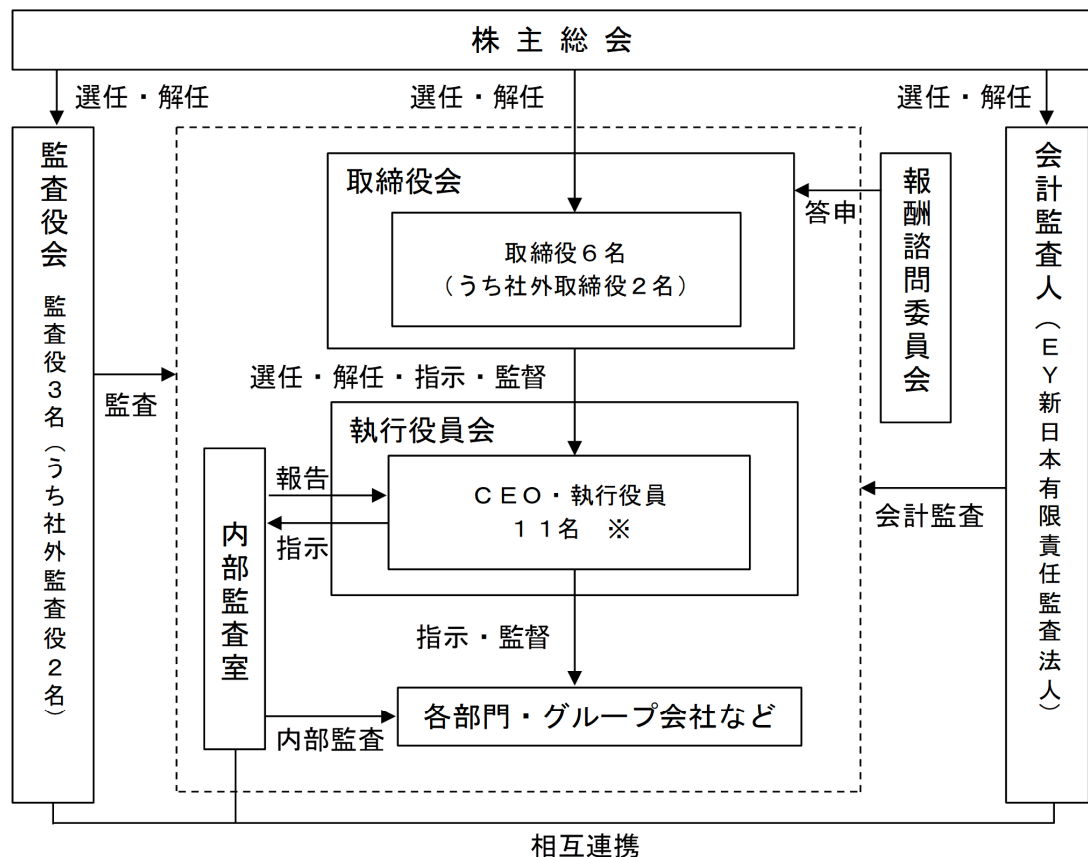 株主総会
選任・解任
選任・解任
選任・解任
監査役会 監査役3名（うち社外監査役2名）
取締役会
取締役６名
（うち社外取締役２名）
答申
報酬諮問委員会
会計監査人（ＥＹ新日本有限責任監査法人）
監査
選任・解任・指示・監督
執行役員会
ＣＥＯ・執行役員
１１名　※
報告
指示
内部監査室
会計監査
指示・監督
各部門・グループ会社など
内部監査
相互連携